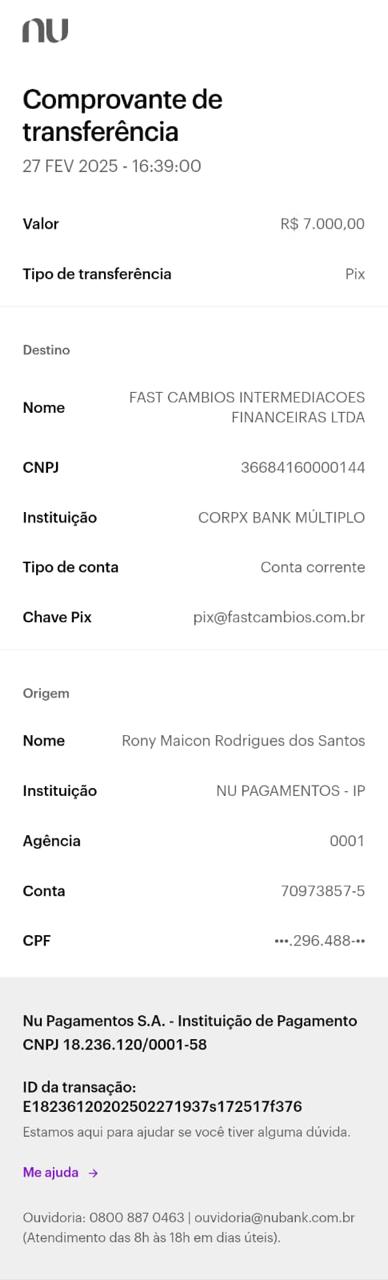 nu
Comprovante de
transferência
27 FEV 2025 - 16:39:00
Valor R$ 7.000,00
Tipo de transferência Pix
Destino
Nome FAST CAMBIOS INTERMEDIACOES
FINANCEIRAS LTDA
CNPJ 36684160000144
Instituição CORPX BANK MÚLTIPLO
Tipo de conta Conta corrente
Chave Pix pix@fastcambios.com.br
Origem
Nome Rony Maicon Rodrigues dos Santos
Instituição NU PAGAMENTOS - IP
Agência 0001
Conta 70973857-5
CPF •••.296.488-••
Nu Pagamentos S.A. - Instituição de Pagamento
CNPJ 18.236.120/0001-58
ID da transação:
E18236120202502271937s172517f376
Estamos aqui para ajudar se você tiver alguma dúvida.
Me ajuda →
Ouvidoria: 0800 887 0463 | ouvidoria@nubank.com.br
(Atendimento das 8h às 18h em dias úteis).